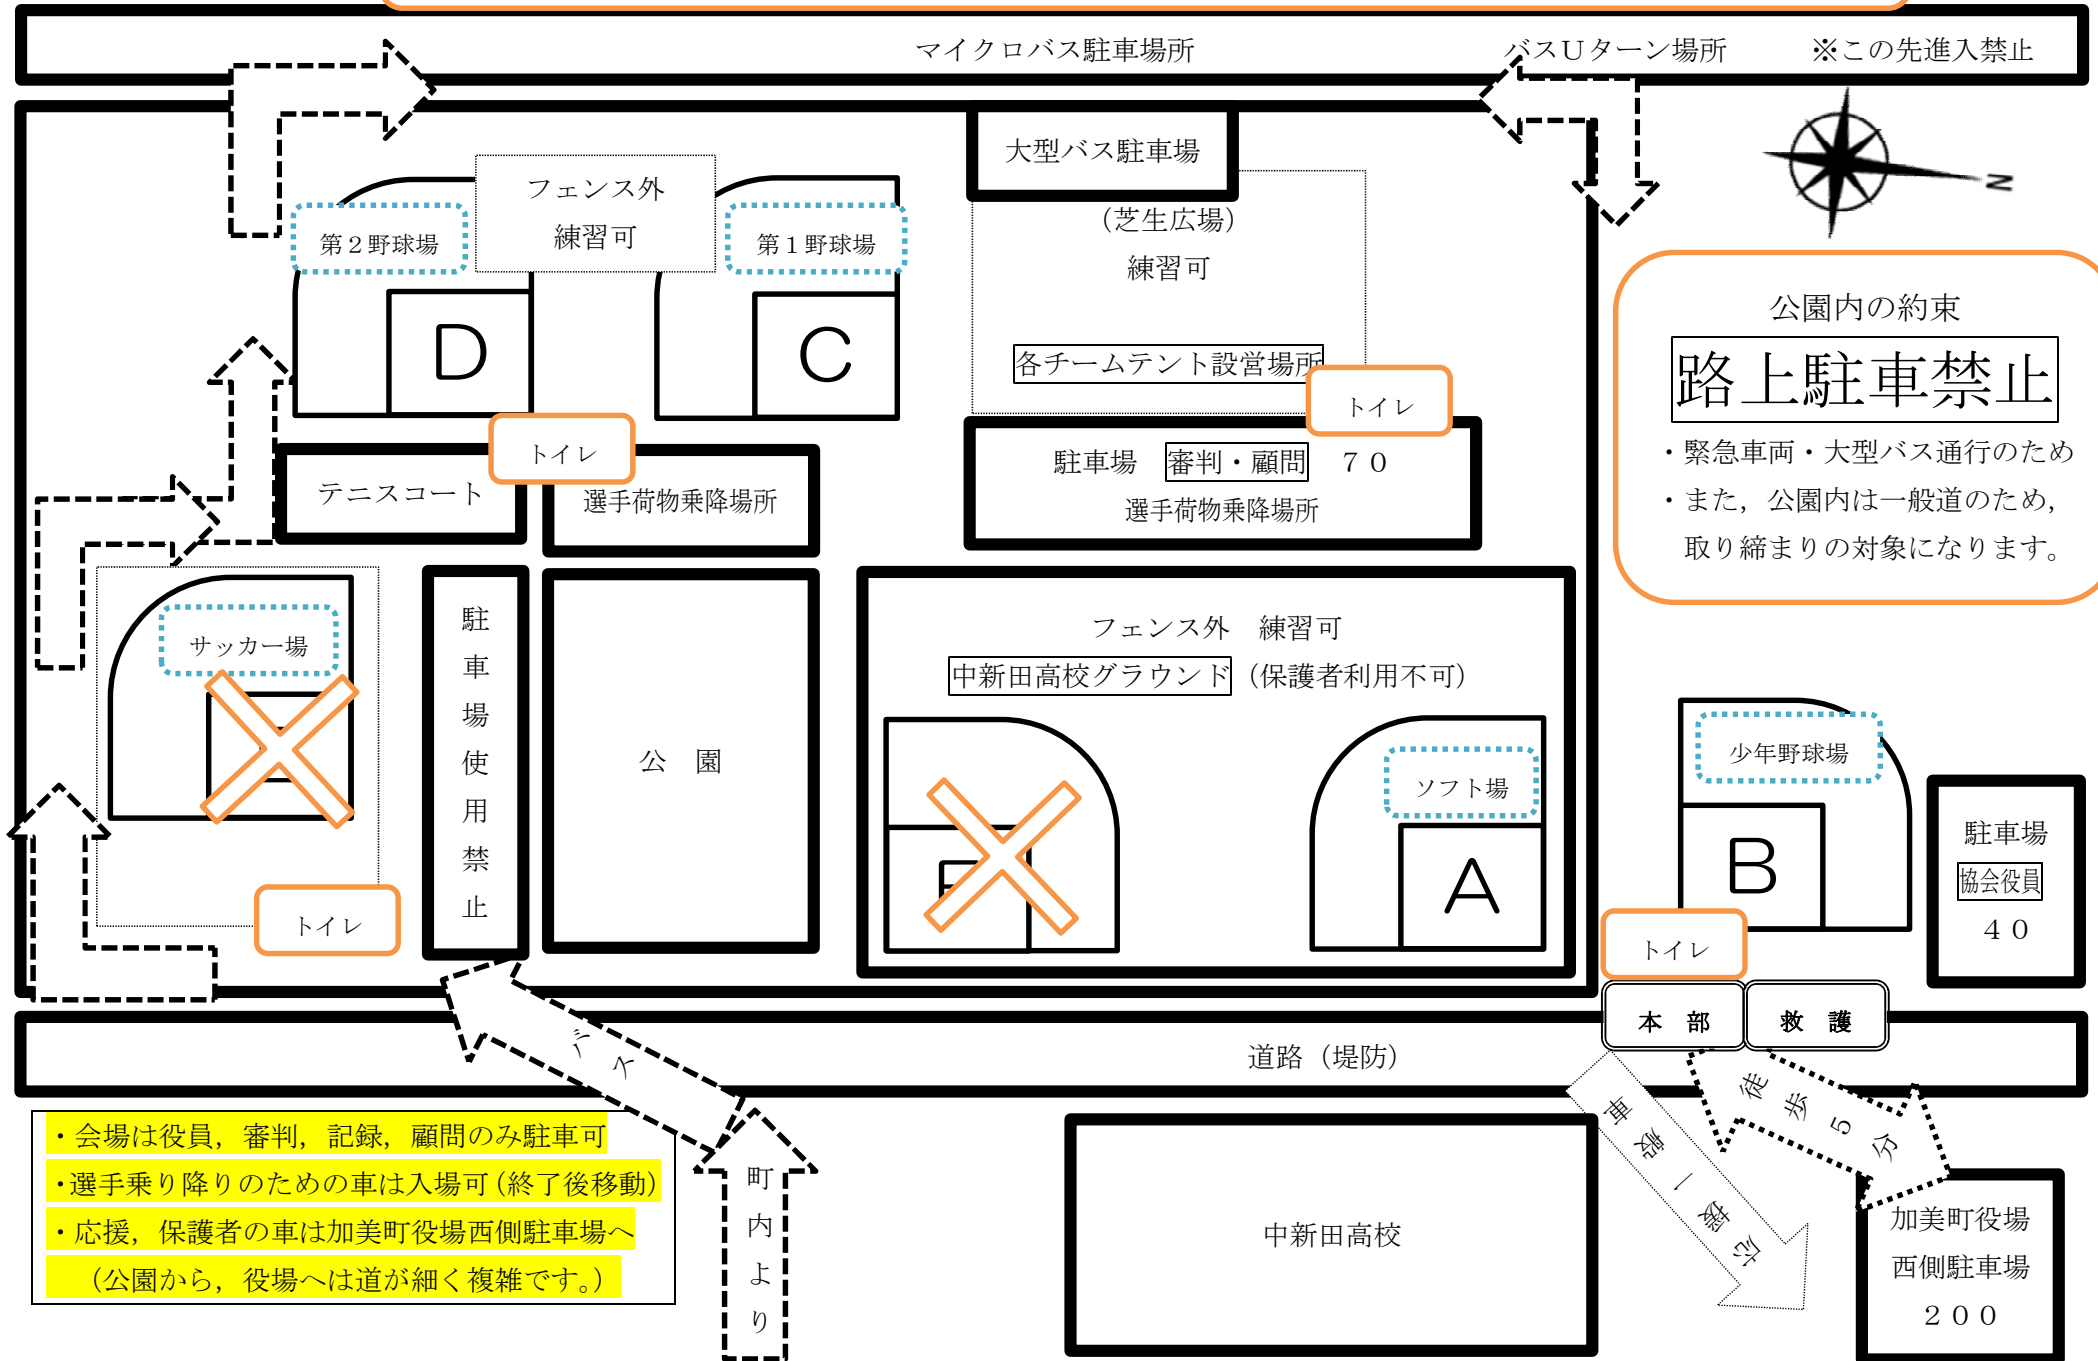 マイクロバス駐車場所
バスUターン場所
※この先進入禁止
大型バス駐車場
フェンス外
練習可
第2野球場
第1野球場
(芝生広場)
練習可
N
D
C
各チームテント設営場所
トイレ
公園内の約束
路上駐車禁止
・緊急車両・大型バス通行のため
・また，公園内は一般道のため，
取り締まりの対象になります。
トイレ
テニスコート
選手荷物乗降場所
駐車場 審判・顧問 70
選手荷物乗降場所
サッカー場
駐車場使用禁止
公 園
フェンス外 練習可
中新田高校グラウンド (保護者利用不可)
ソフト場
A
少年野球場
B
駐車場
協会役員
40
トイレ
トイレ
本 部
救 護
道路 (堤防)
バス
徒歩5分
応援・一般車
・会場は役員，審判，記録，顧問のみ駐車可
・選手乗り降りのための車は入場可(終了後移動)
・応援，保護者の車は加美町役場西側駐車場へ
(公園から，役場へは道が細く複雑です。)
町内より
中新田高校
加美町役場
西側駐車場
200